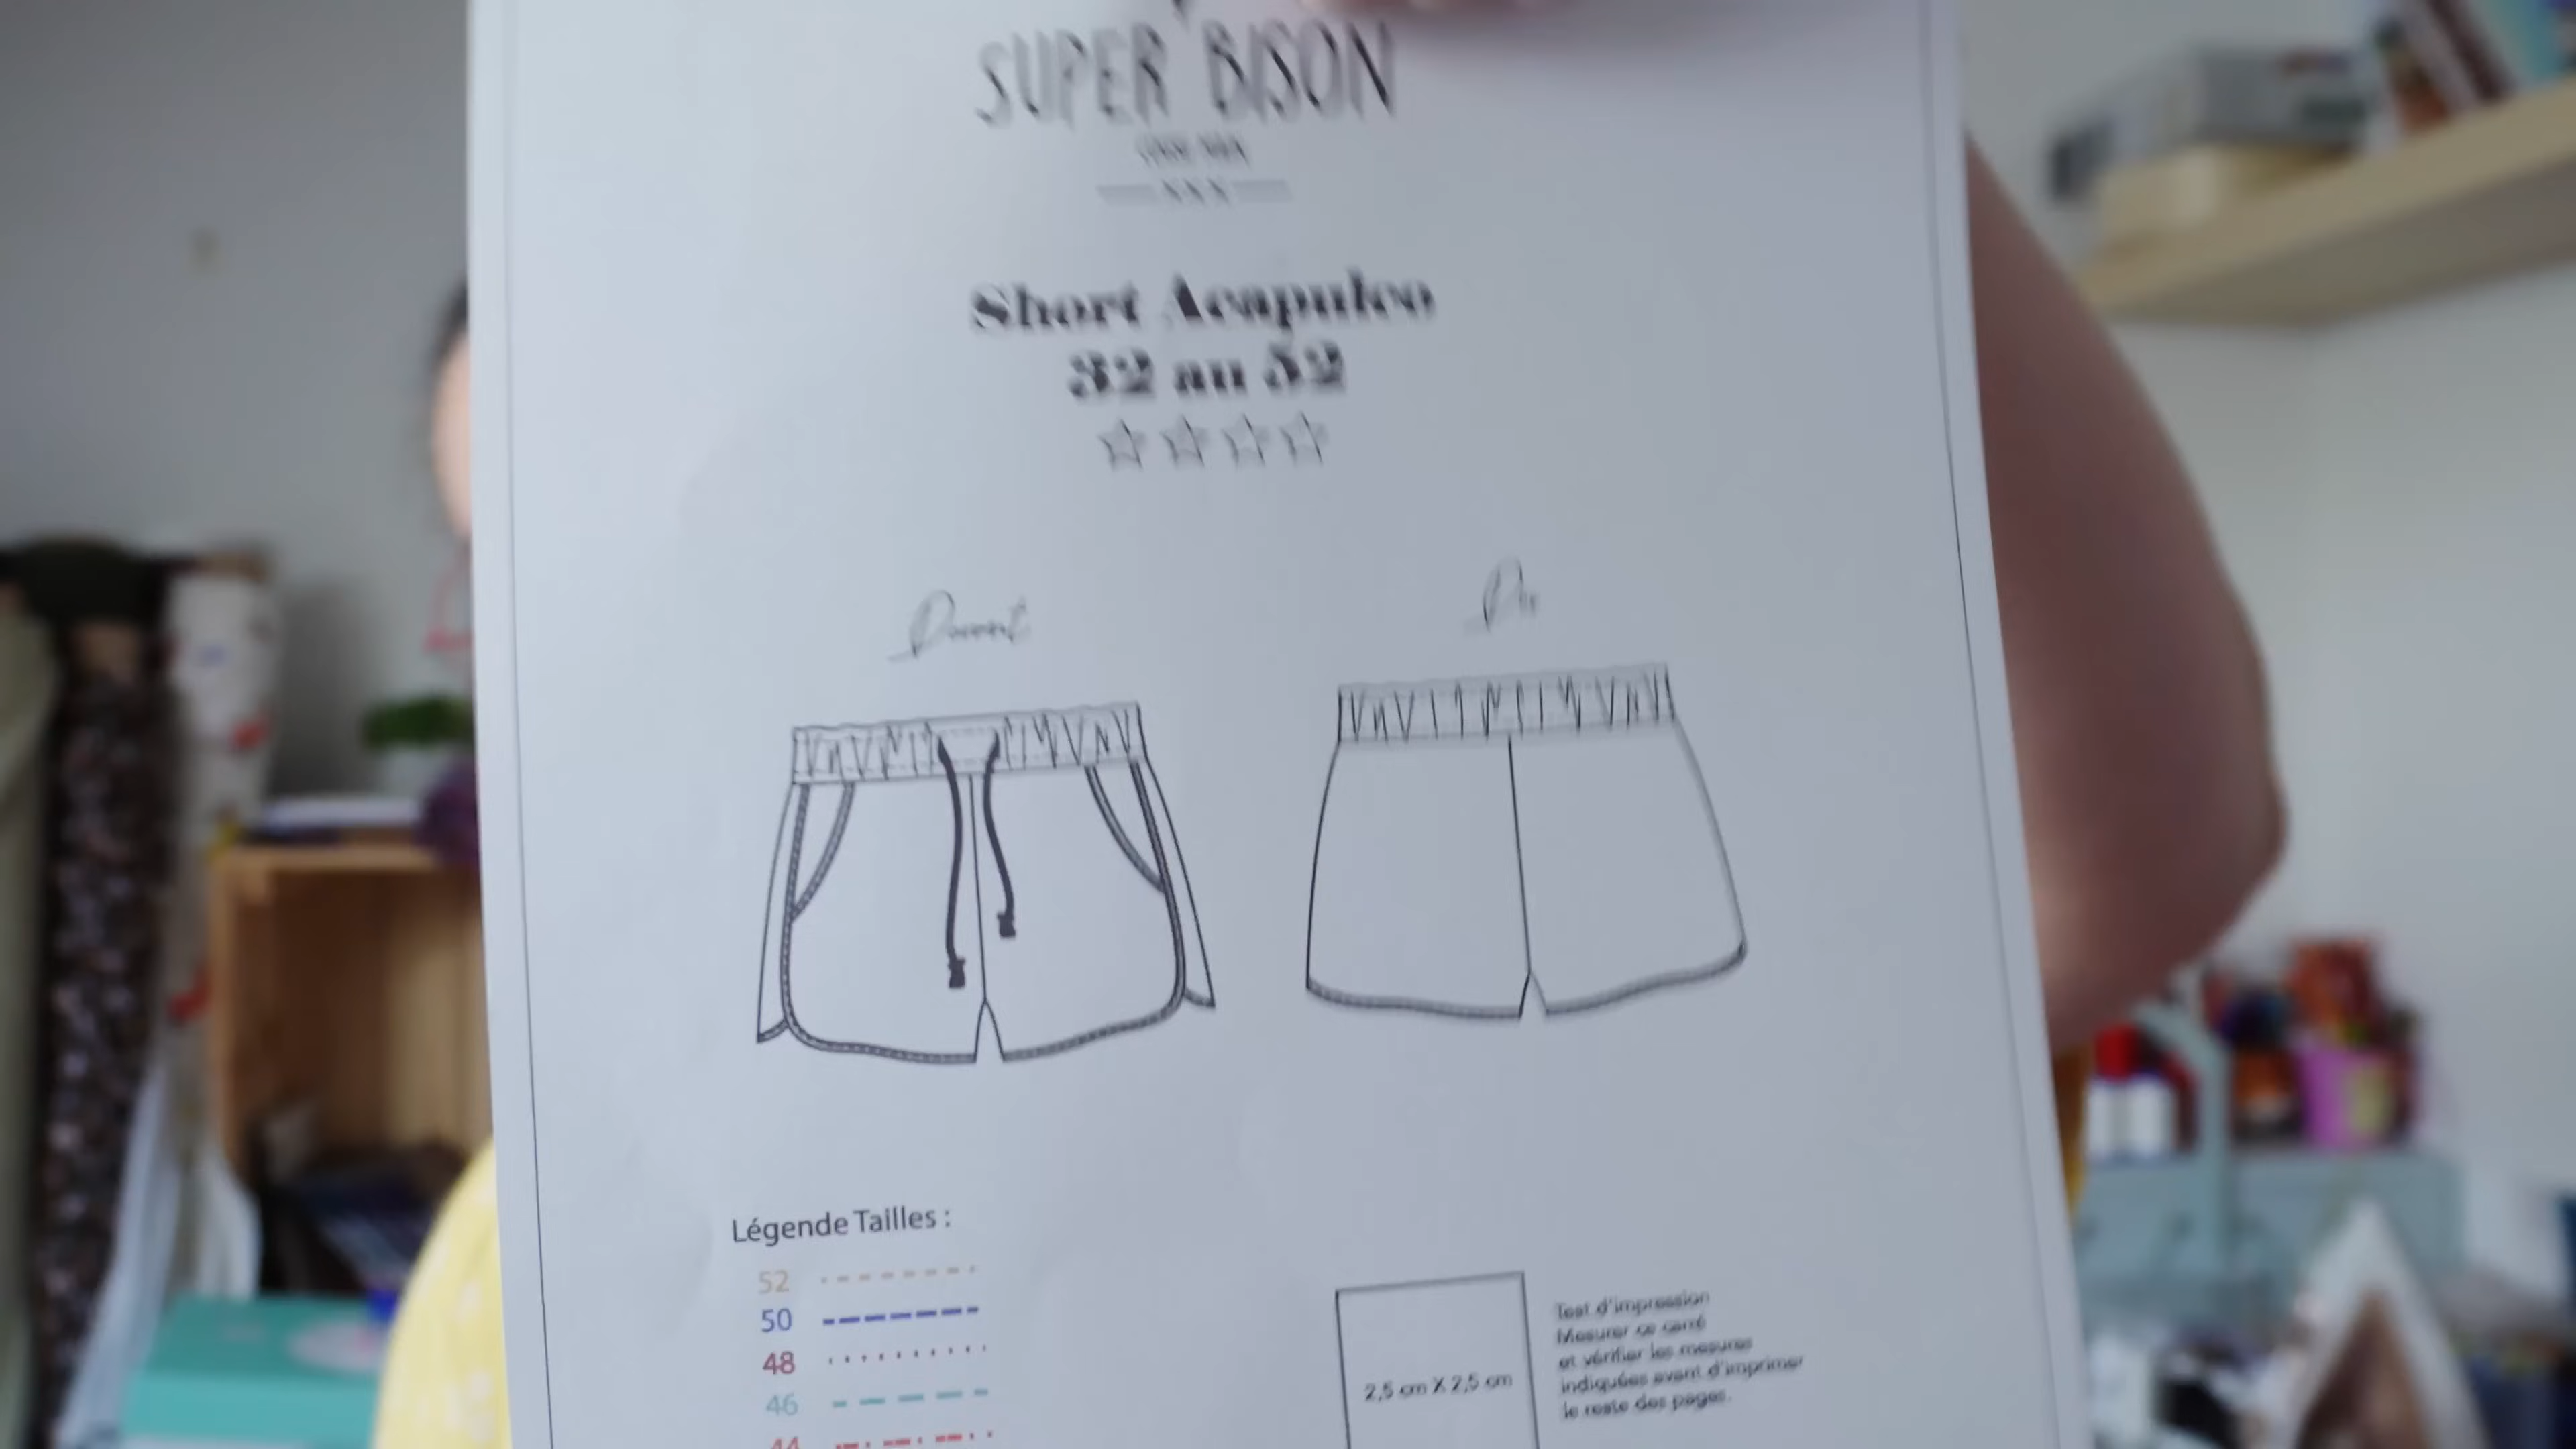 SUPER BISON
Short Acapulco
32 au 52
Devant
Dos
Légende Tailles :
52
50
48
46
44
2,5 cm X 2,5 cm
Test d'impression
Mesurer ce carré
et vérifier les mesures
indiquées avant d'imprimer
le reste des pages.